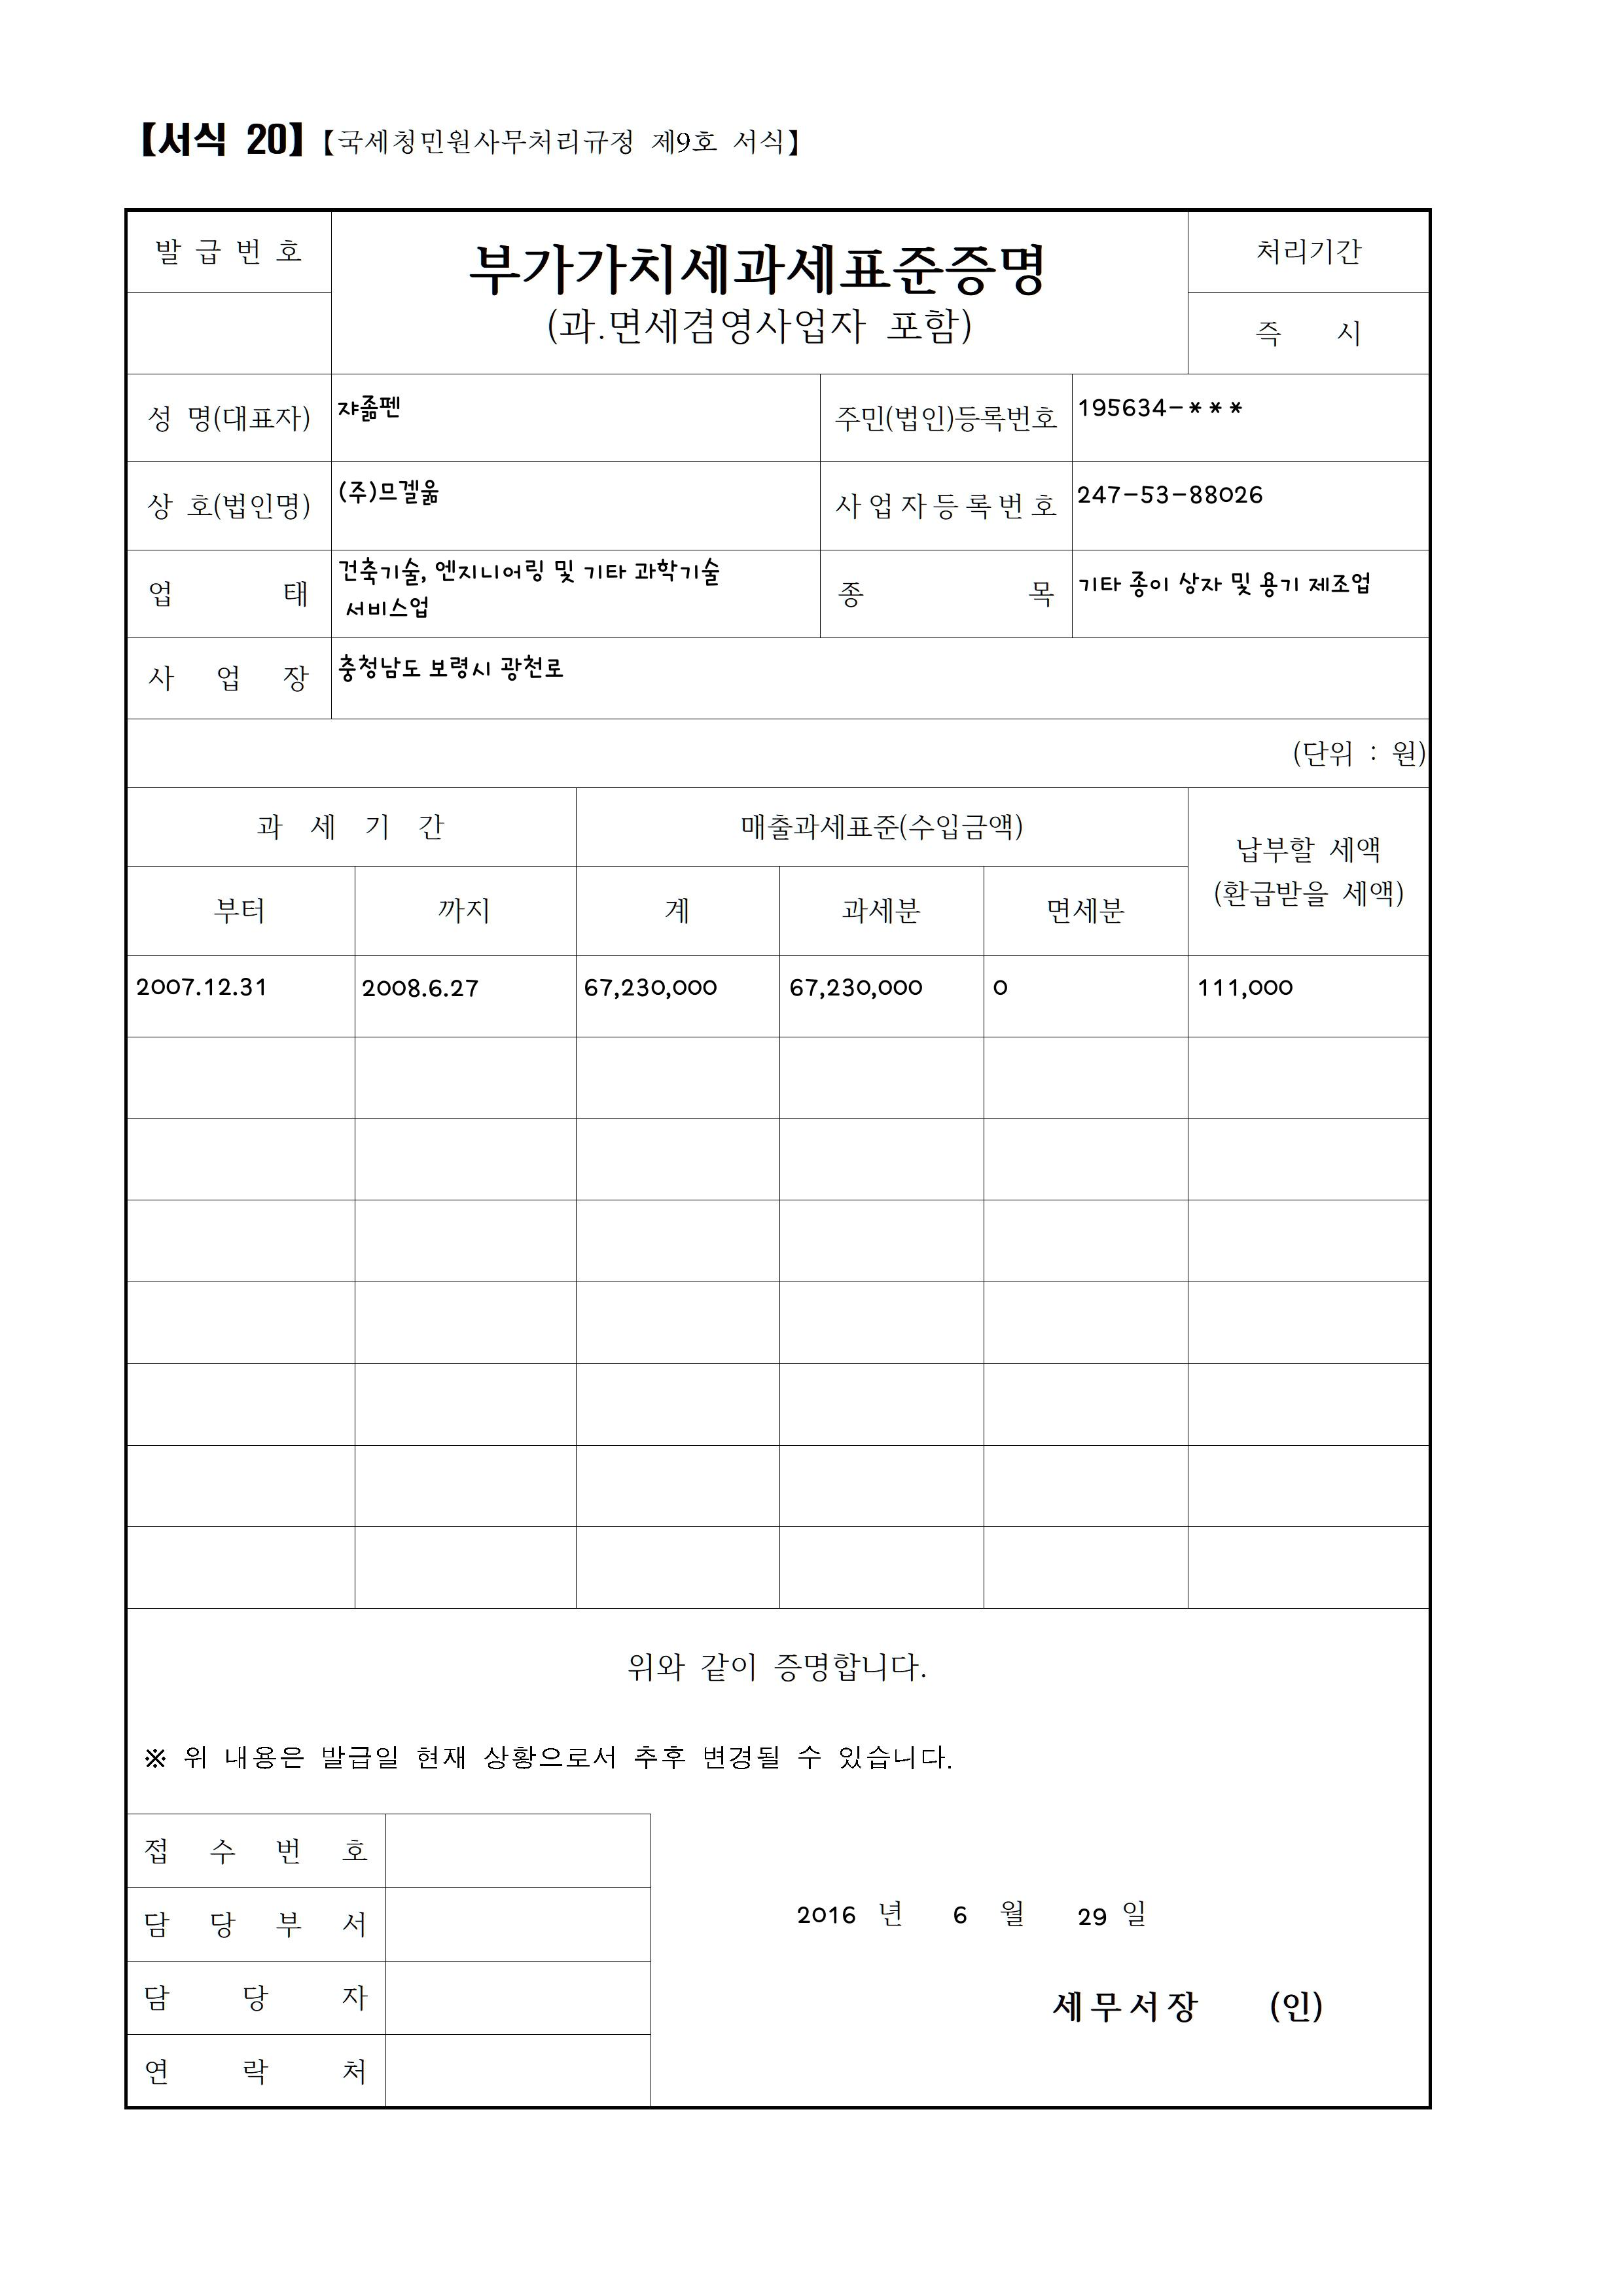 【서식 20】【국세청민원사무처리규정 제9호 서식】
발 급 번 호
부가가치세과세표준증명
(과.면세겸영사업자 포함)
처리기간
즉 시
성 명(대표자) 쟈홂펜 주민(법인)등록번호 195634-***
상 호(법인명) (주)므겔욺 사업자등록번호 247-53-88026
업 태 건축기술, 엔지니어링 및 기타 과학기술
서비스업
종 목 기타 종이 상자 및 용기 제조업
사 업 장 충청남도 보령시 광천로
(단위 : 원)
과 세 기 간 매출과세표준(수입금액) 납부할 세액
(환급받을 세액)
부터 까지 계 과세분 면세분
2007.12.31 2008.6.27 67,230,000 67,230,000 0 111,000
위와 같이 증명합니다.
※ 위 내용은 발급일 현재 상황으로서 추후 변경될 수 있습니다.
접 수 번 호
담 당 부 서
담 당 자
연 락 처
2016 년 6 월 29 일
세무서장 (인)